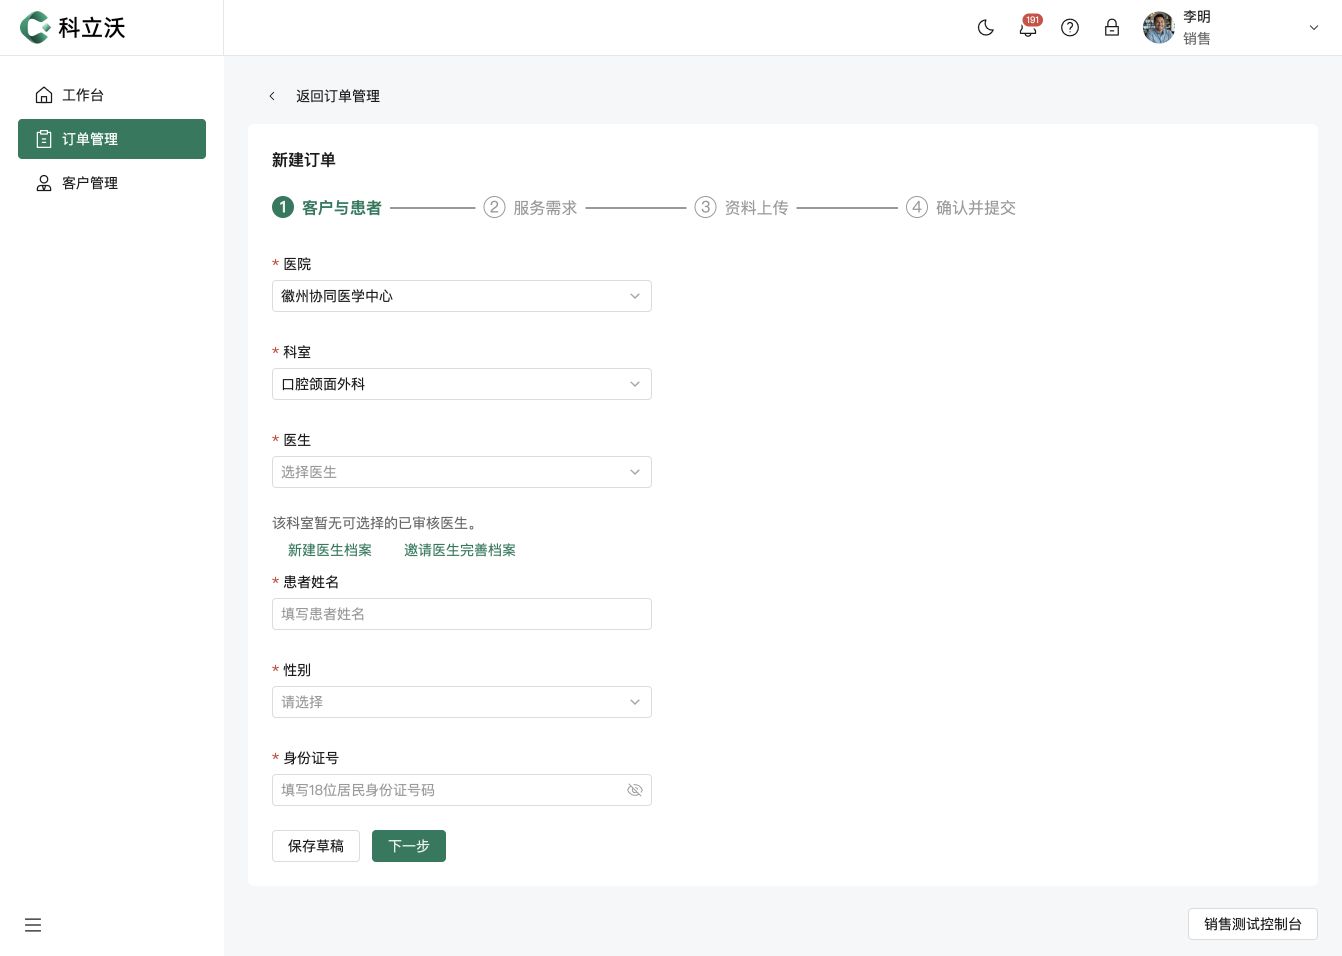 科立沃
191
李明
销售
工作台
订单管理
客户管理
返回订单管理
新建订单
1 客户与患者
2 服务需求
3 资料上传
4 确认并提交
* 医院
徽州协同医学中心
* 科室
口腔颌面外科
* 医生
选择医生
该科室暂无可选择的已审核医生。
新建医生档案 邀请医生完善档案
* 患者姓名
填写患者姓名
* 性别
请选择
* 身份证号
填写18位居民身份证号码
保存草稿 下一步
销售测试控制台